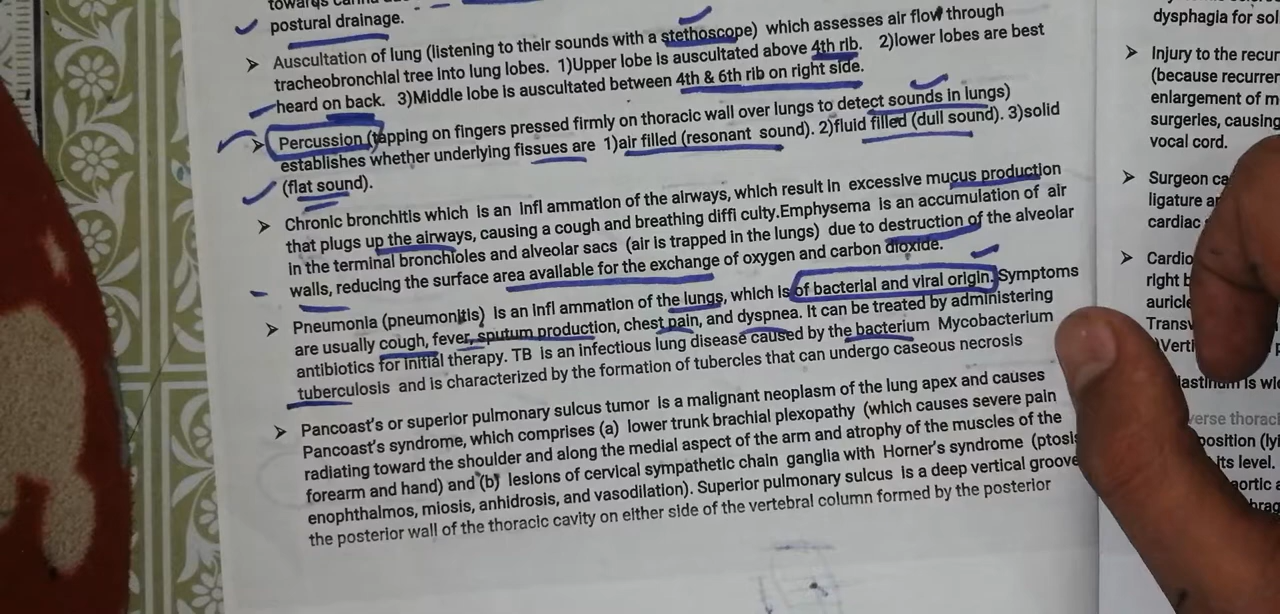 towards carina
postural drainage.
➤ Auscultation of lung (listening to their sounds with a stethoscope) which assesses air flow through
tracheobronchial tree into lung lobes. 1)Upper lobe is auscultated above 4th rib. 2)lower lobes are best
heard on back. 3)Middle lobe is auscultated between 4th & 6th rib on right side.
➤ Percussion (tapping on fingers pressed firmly on thoracic wall over lungs to detect sounds in lungs)
establishes whether underlying fissues are 1)air filled (resonant sound). 2)fluid filled (dull sound). 3)solid
(flat sound).
➤ Chronic bronchitis which is an infl ammation of the airways, which result in excessive mucus production
that plugs up the airways, causing a cough and breathing diffi culty.Emphysema is an accumulation of air
in the terminal bronchioles and alveolar sacs (air is trapped in the lungs) due to destruction of the alveolar
walls, reducing the surface area available for the exchange of oxygen and carbon dioxide.
➤ Pneumonia (pneumonitis) is an infl ammation of the lungs, which is of bacterial and viral origin. Symptoms
are usually cough, fever, sputum production, chest pain, and dyspnea. It can be treated by administering
antibiotics for initial therapy. TB is an infectious lung disease caused by the bacterium Mycobacterium
tuberculosis and is characterized by the formation of tubercles that can undergo caseous necrosis
➤ Pancoast's or superior pulmonary sulcus tumor is a malignant neoplasm of the lung apex and causes
Pancoast's syndrome, which comprises (a) lower trunk brachial plexopathy (which causes severe pain
radiating toward the shoulder and along the medial aspect of the arm and atrophy of the muscles of the
forearm and hand) and (b) lesions of cervical sympathetic chain ganglia with Horner's syndrome (ptosis
enophthalmos, miosis, anhidrosis, and vasodilation). Superior pulmonary sulcus is a deep vertical groove
the posterior wall of the thoracic cavity on either side of the vertebral column formed by the posterior
dysphagia for sol
➤ Injury to the recur
(because recurrer
enlargement of m
surgeries, causing
vocal cord.
➤ Surgeon ca
ligature ar
cardiac
➤ Cardio
right b
auricle
Transv
Verti
lastinum is wi
verse thoraci
position (lyi
its level.
aortic a